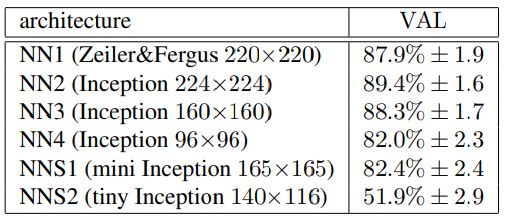 architecture VAL
NN1 (Zeiler&Fergus 220×220) 87.9% ± 1.9
NN2 (Inception 224×224) 89.4% ± 1.6
NN3 (Inception 160×160) 88.3% ± 1.7
NN4 (Inception 96×96) 82.0% ± 2.3
NNS1 (mini Inception 165×165) 82.4% ± 2.4
NNS2 (tiny Inception 140×116) 51.9% ± 2.9